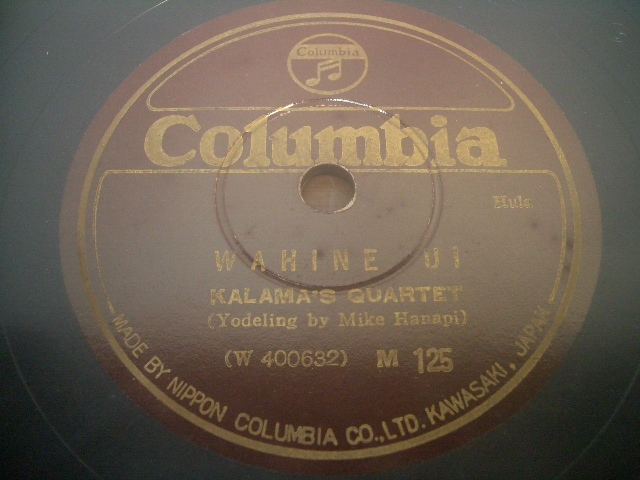 Columbia
Columbia
Hula
WAHINE UI
KALAMA'S QUARTET
(Yodeling by Mike Hanapi)
(W 400632) M 125
MADE BY NIPPON COLUMBIA CO., LTD. KAWASAKI, JAPAN